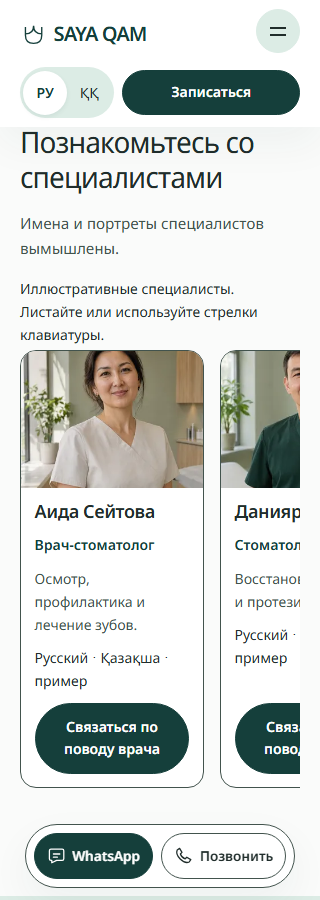 SAYA QAM
РУ
ҚҚ
Записаться
Познакомьтесь со
специалистами
Имена и портреты специалистов
вымышлены.
Иллюстративные специалисты.
Листайте или используйте стрелки
клавиатуры.
Аида Сейтова
Врач-стоматолог
Осмотр,
профилактика и
лечение зубов.
Русский · Қазақша ·
пример
Связаться по
поводу врача
Данияр
Стоматол
Восстанов
и протези
Русский ·
пример
Связа
повод
WhatsApp
Позвонить